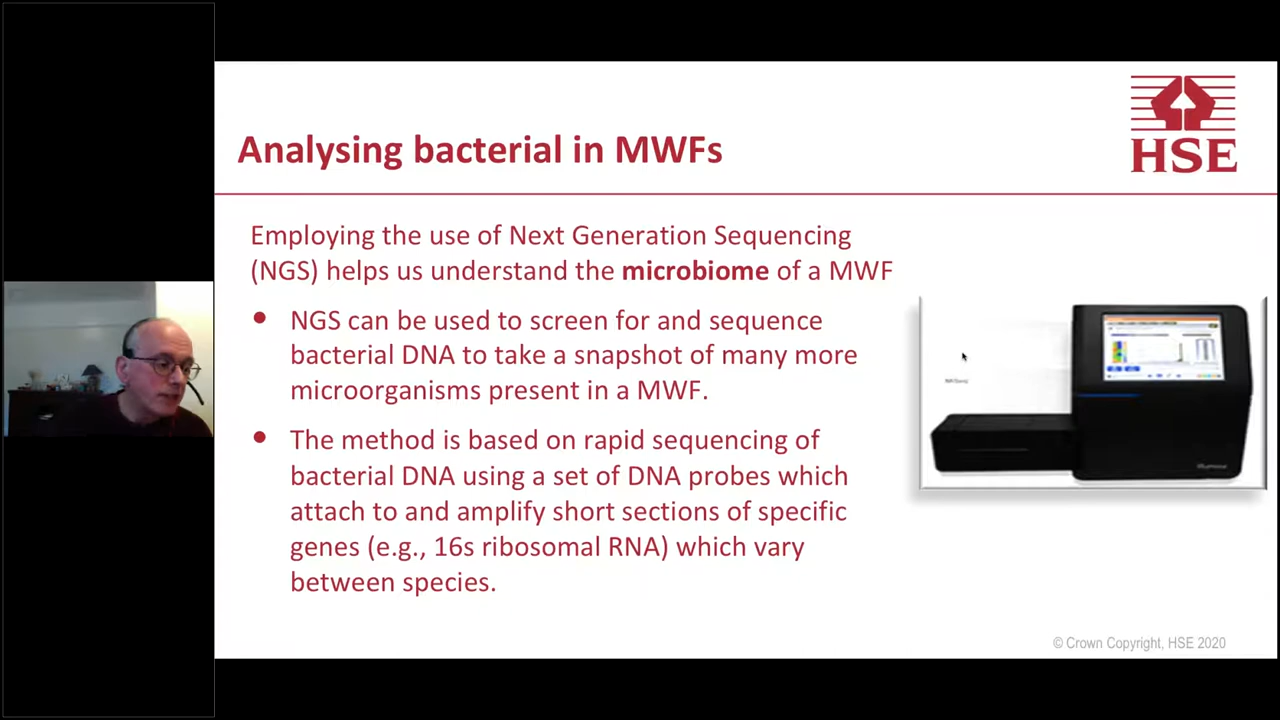 Analysing bacterial in MWFs
HSE
Employing the use of Next Generation Sequencing
(NGS) helps us understand the microbiome of a MWF
• NGS can be used to screen for and sequence
bacterial DNA to take a snapshot of many more
microorganisms present in a MWF.
• The method is based on rapid sequencing of
bacterial DNA using a set of DNA probes which
attach to and amplify short sections of specific
genes (e.g., 16s ribosomal RNA) which vary
between species.
© Crown Copyright, HSE 2020